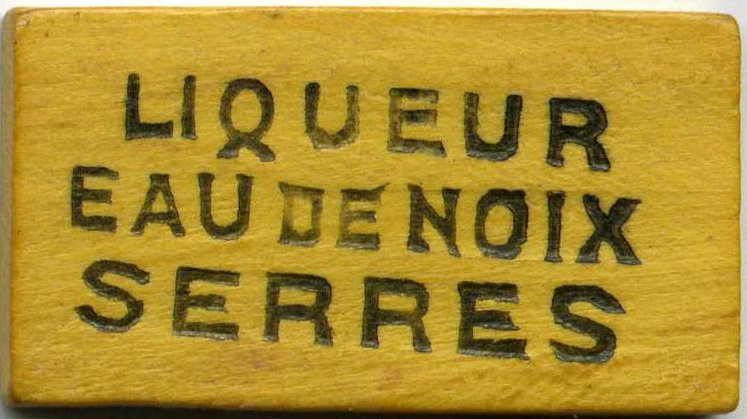 LIQUEUR
EAU DE NOIX
SERRES